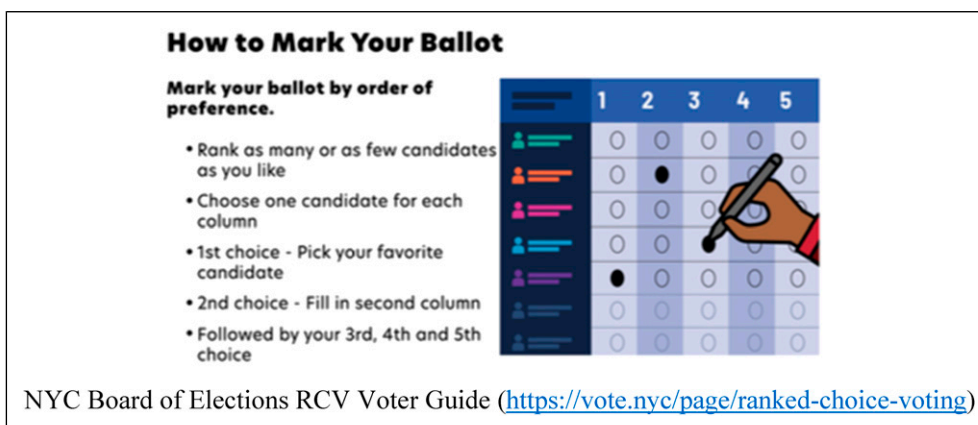 How to Mark Your Ballot
Mark your ballot by order of
preference.
• Rank as many or as few candidates
as you like
• Choose one candidate for each
column
• 1st choice - Pick your favorite
candidate
• 2nd choice - Fill in second column
• Followed by your 3rd, 4th and 5th
choice
1 2 3 4 5
NYC Board of Elections RCV Voter Guide (https://vote.nyc/page/ranked-choice-voting)